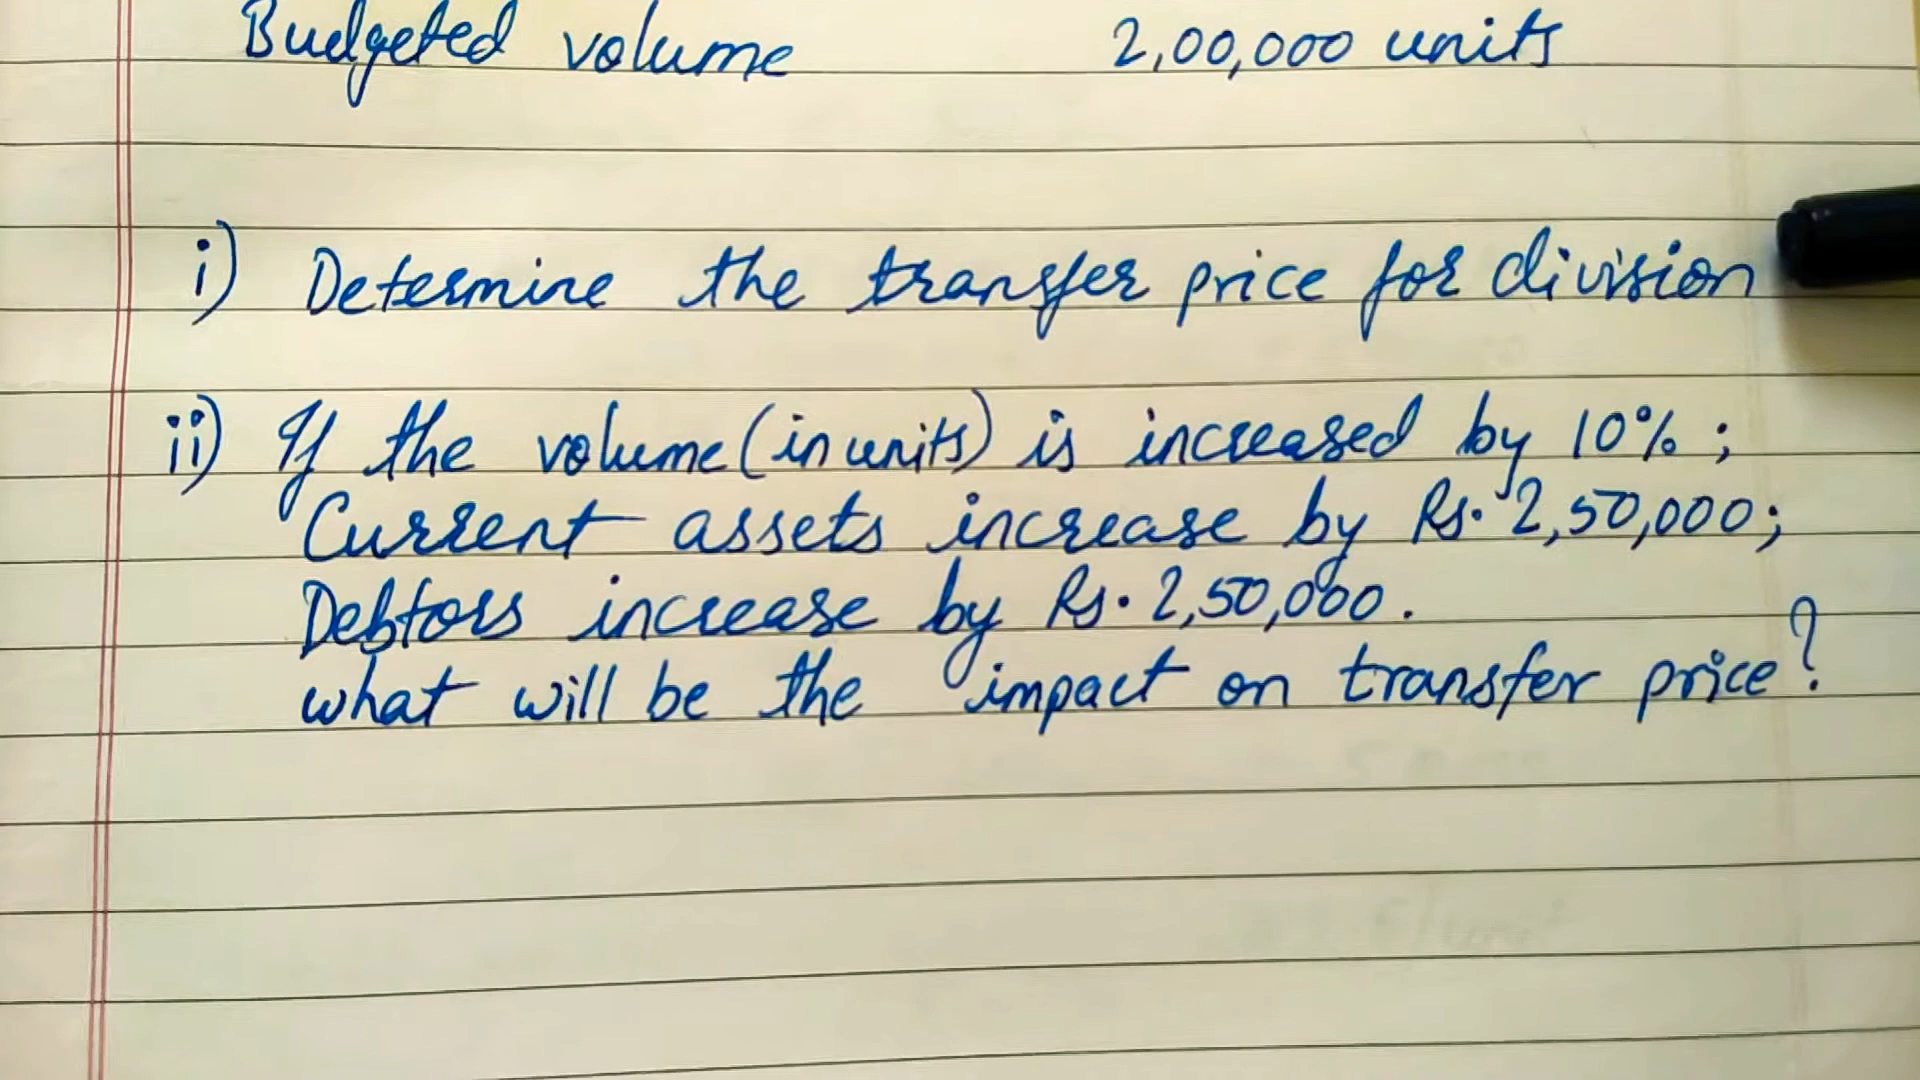 Budgeted volume 2,00,000 units
i) Determine the transfer price for division
ii) If the volume (in units) is increased by 10% ;
Current assets increase by Rs. 2,50,000;
Debtors increase by Rs. 2,50,000.
what will be the impact on transfer price?